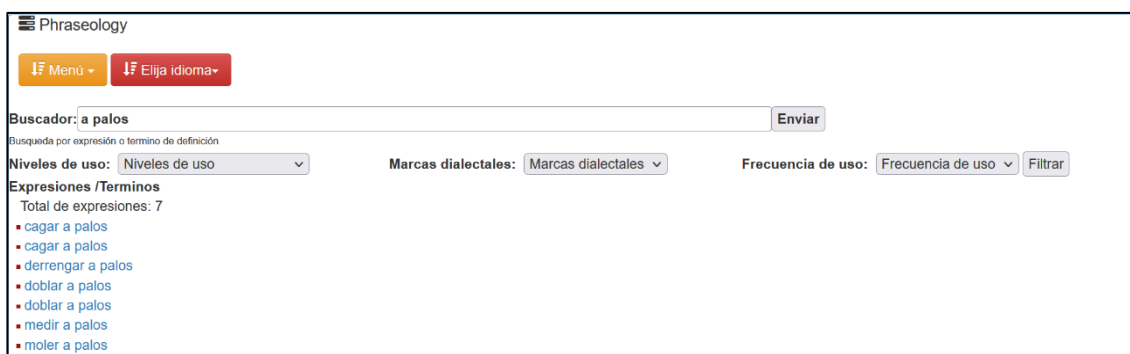 Phraseology
Menú Elija idioma
Buscador: a palos Enviar
Busqueda por expresión o termino de definición
Niveles de uso: Niveles de uso Marcas dialectales: Marcas dialectales Frecuencia de uso: Frecuencia de uso Filtrar
Expresiones /Terminos
Total de expresiones: 7
cagar a palos
cagar a palos
derrengar a palos
doblar a palos
doblar a palos
medir a palos
moler a palos